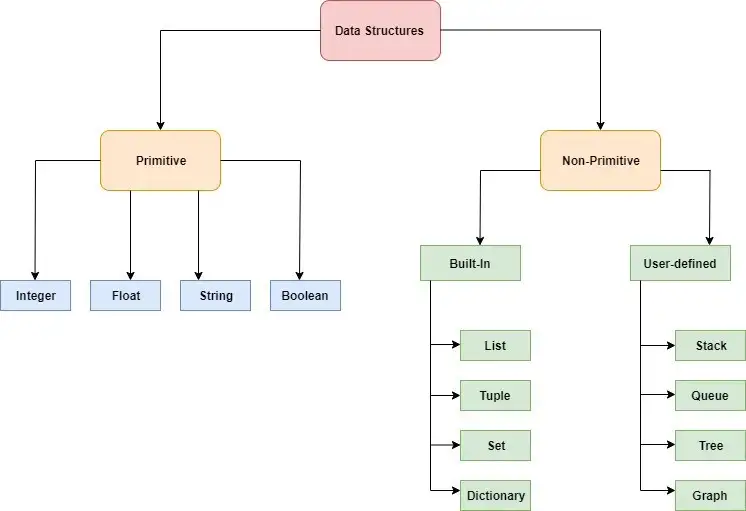 Data Structures
Primitive
Non-Primitive
Built-In
User-defined
Integer
Float
String
Boolean
List
Stack
Tuple
Queue
Set
Tree
Dictionary
Graph